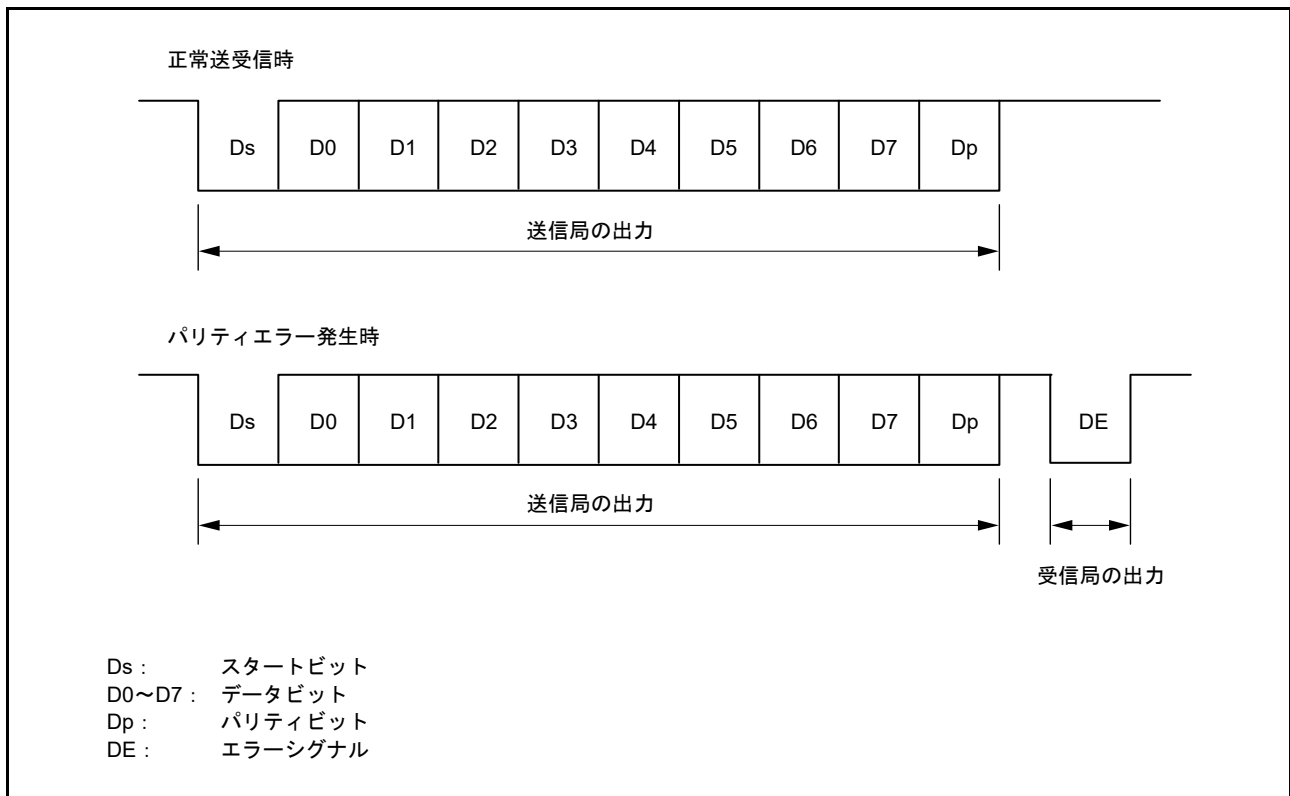 正常送受信時
Ds D0 D1 D2 D3 D4 D5 D6 D7 Dp
送信局の出力
パリティエラー発生時
Ds D0 D1 D2 D3 D4 D5 D6 D7 Dp DE
送信局の出力
受信局の出力
Ds : スタートビット
D0～D7 : データビット
Dp : パリティビット
DE : エラーシグナル